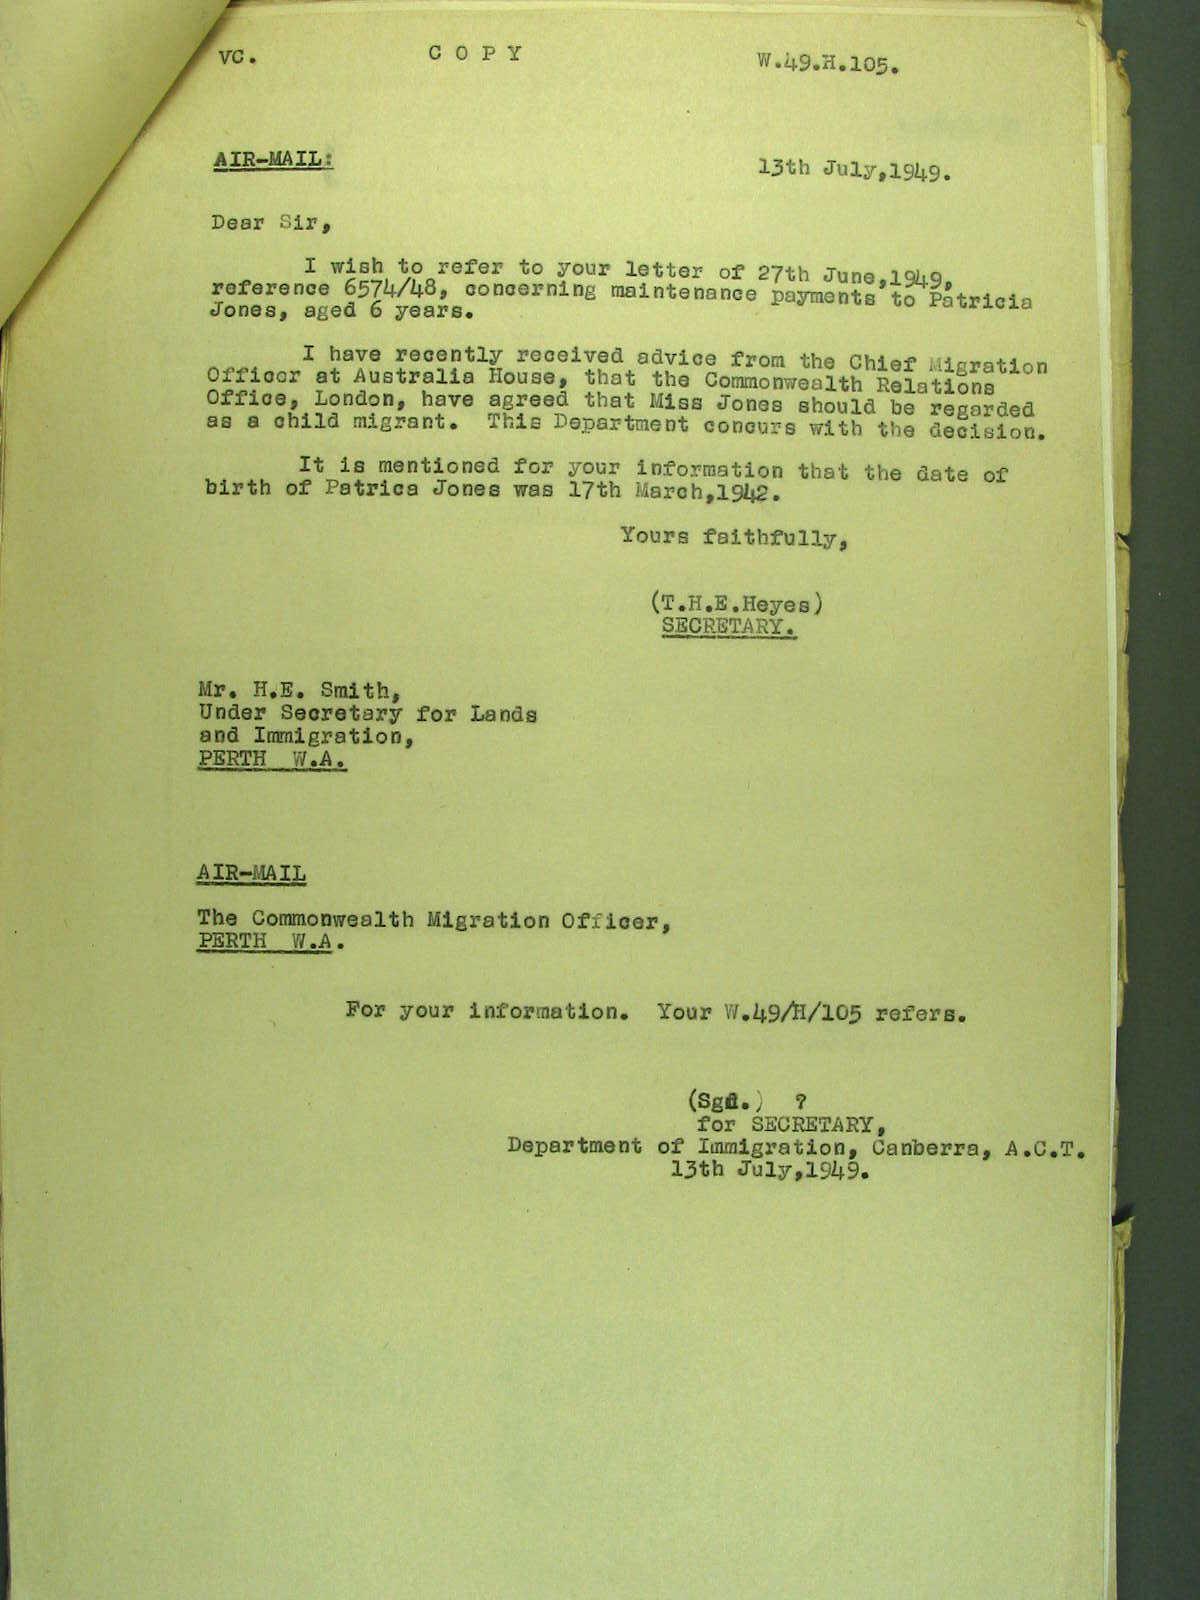 VC. C O P Y W.49.H.105.
AIR-MAIL: 13th July,1949.
Dear Sir,
I wish to refer to your letter of 27th June,1949,
reference 6574/48, concerning maintenance payments to Patricia
Jones, aged 6 years.
I have recently received advice from the Chief Migration
Officer at Australia House, that the Commonwealth Relations
Office, London, have agreed that Miss Jones should be regarded
as a child migrant. This Department concurs with the decision.
It is mentioned for your information that the date of
birth of Patrica Jones was 17th March,1942.
Yours faithfully,
(T.H.E.Heyes)
SECRETARY.
Mr. H.E. Smith,
Under Secretary for Lands
and Immigration,
PERTH W.A.
AIR-MAIL
The Commonwealth Migration Officer,
PERTH W.A.
For your information. Your W.49/H/105 refers.
(Sgd.) ?
for SECRETARY,
Department of Immigration, Canberra, A.C.T.
13th July,1949.